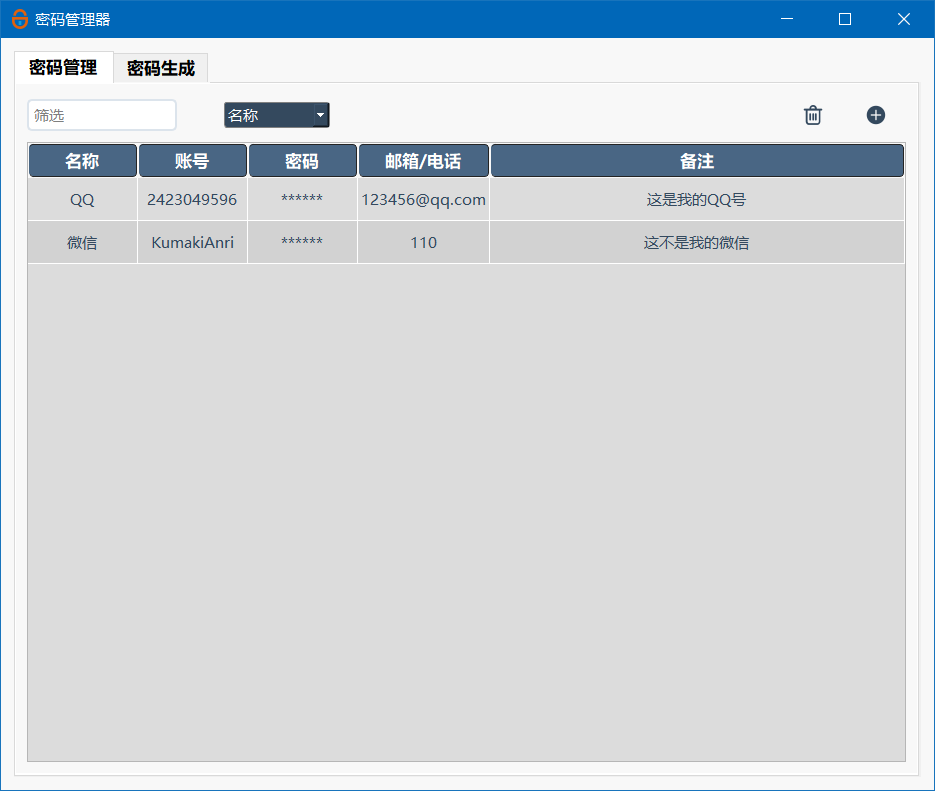 密码管理器
密码管理 密码生成
筛选 名称
名称 账号 密码 邮箱/电话 备注
QQ 2423049596 ****** 123456@qq.com 这是我的QQ号
微信 KumakiAnri ****** 110 这不是我的微信